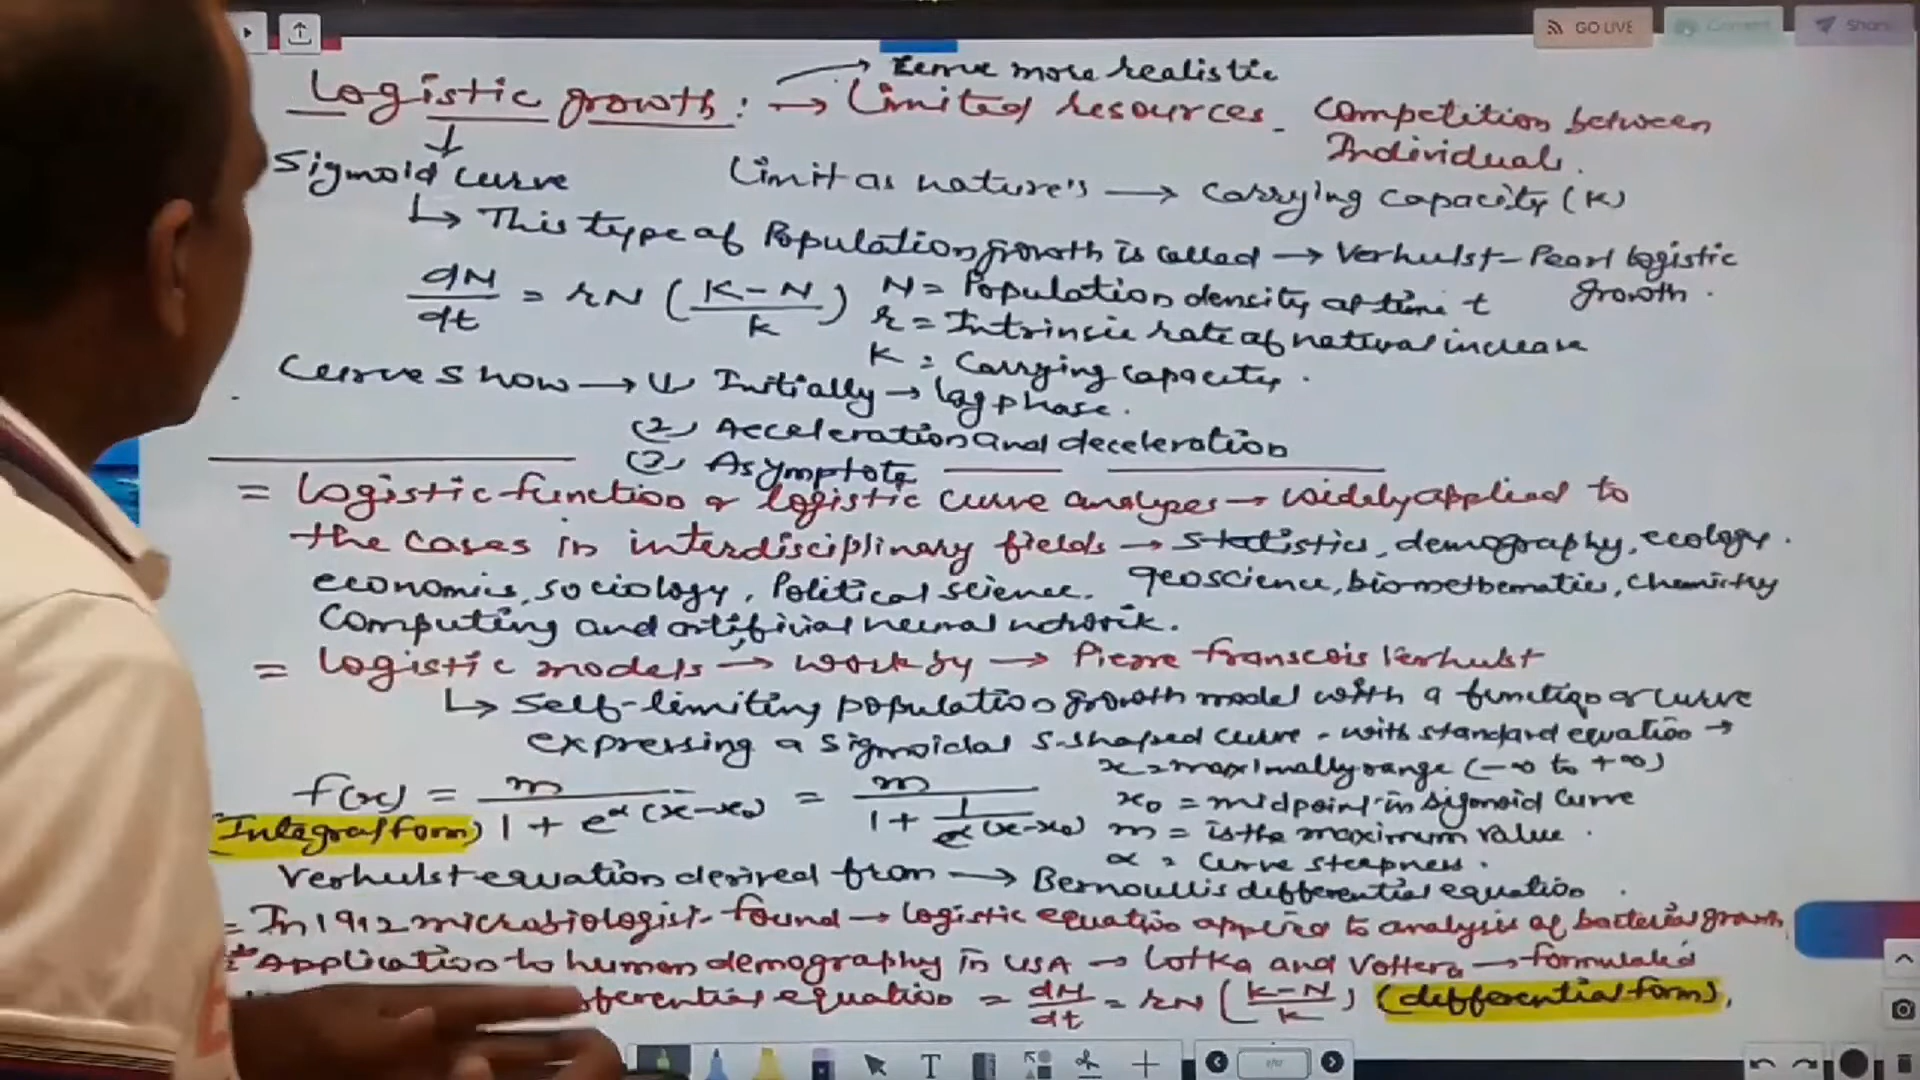 GO LIVE
Comment
Share
Curve more realistic
Logistic growth: → Limited resources - Competition between
Individual.
Sigmoid curve Limit as nature's → Carrying capacity (K)
↳ This type of Population growth is called → Verhulst-Pearl logistic
growth.
dN/dt = rN (K-N/K) N = Population density at time t
r = Intrinsic rate of natural increase
K = Carrying capacity.
Curve show → (1) Initially → lag phase.
(2) Acceleration and deceleration
(3) Asymptote
= Logistic function or logistic curve analyzes → widely applied to
the cases in interdisciplinary fields → statistics, demography, ecology.
economics, sociology, Political science. geoscience, biomethematics, chemistry
Computing and artificial neural network.
= Logistic models → work by → Pierre Franscois Verhulst
↳ Self-limiting population growth model with a function or curve
expressing a sigmoidal S-shaped curve - with standard equation →
f(x) = m / 1 + e^α(x-x₀) = m / 1 + 1/e^α(x-x₀)
x = maximally range (-∞ to +∞)
x₀ = midpoint in sigmoid curve
(Integral form) m = is the maximum value.
α = Curve steepness.
Verhulst equation derived from → Bernoullis differential equation.
= In 1912 microbiologist found → logistic equation applied to analysis of bacterial growth
Application to human demography in USA → Lotka and Voltera → formulated
equation = dN/dt = rN (K-N/K) (differential form),
T